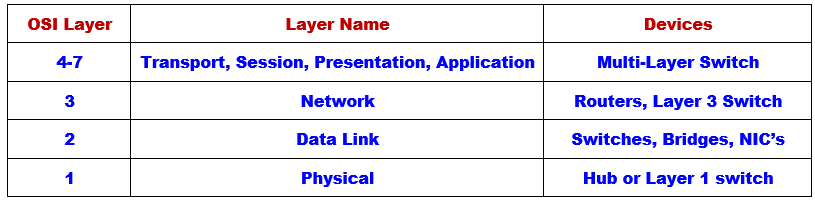 OSI Layer Layer Name Devices
4-7 Transport, Session, Presentation, Application Multi-Layer Switch
3 Network Routers, Layer 3 Switch
2 Data Link Switches, Bridges, NIC’s
1 Physical Hub or Layer 1 switch